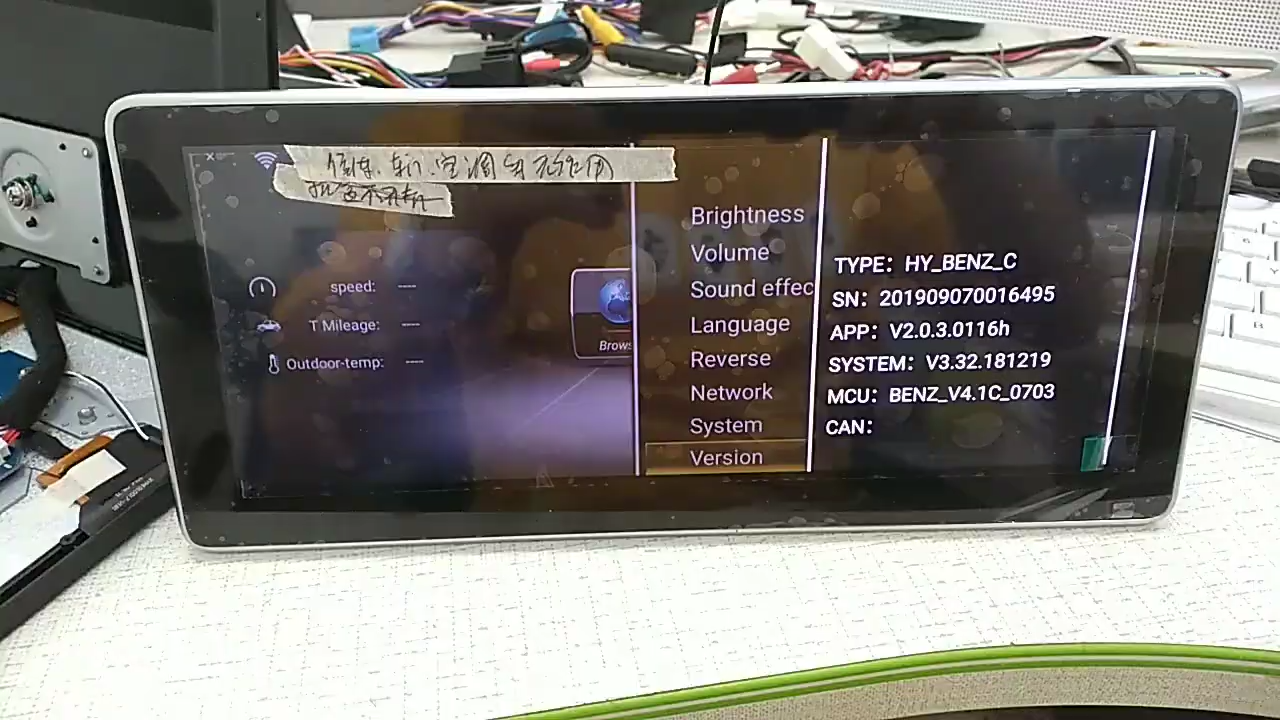 speed: ----
T Mileage: ----
Outdoor-temp: ----
Brows
Brightness
Volume
Sound effec
Language
Reverse
Network
System
Version
TYPE: HY_BENZ_C
SN: 201909070016495
APP: V2.0.3.0116h
SYSTEM: V3.32.181219
MCU: BENZ_V4.1C_0703
CAN: